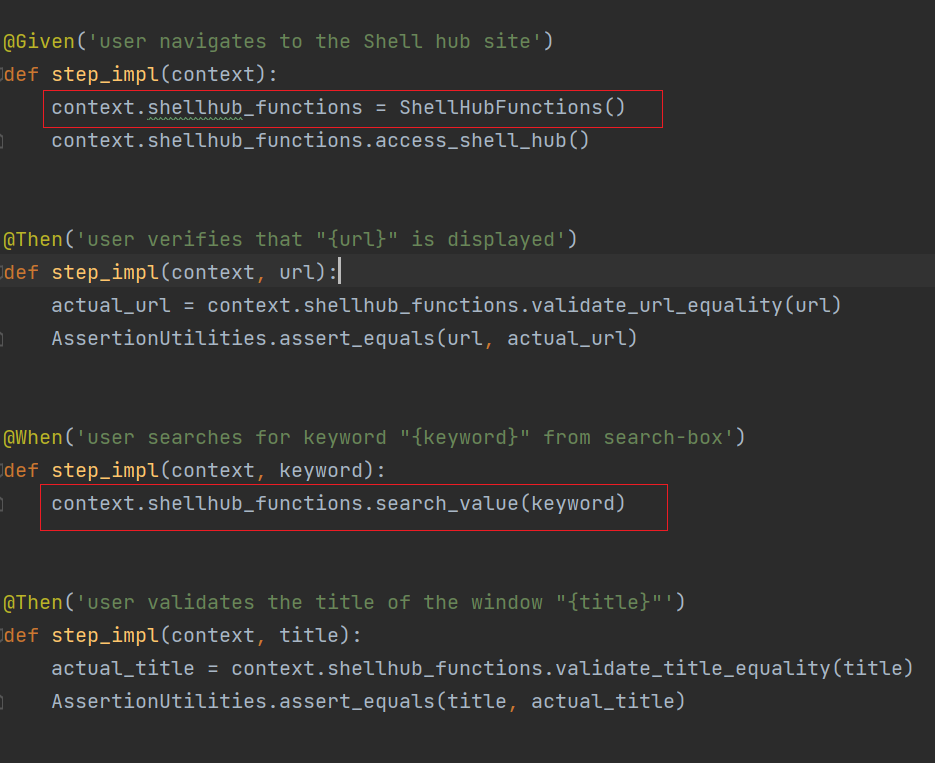 @Given('user navigates to the Shell hub site')
def step_impl(context):
    context.shellhub_functions = ShellHubFunctions()
    context.shellhub_functions.access_shell_hub()
@Then('user verifies that "{url}" is displayed')
def step_impl(context, url):
    actual_url = context.shellhub_functions.validate_url_equality(url)
    AssertionUtilities.assert_equals(url, actual_url)
@When('user searches for keyword "{keyword}" from search-box')
def step_impl(context, keyword):
    context.shellhub_functions.search_value(keyword)
@Then('user validates the title of the window "{title}"')
def step_impl(context, title):
    actual_title = context.shellhub_functions.validate_title_equality(title)
    AssertionUtilities.assert_equals(title, actual_title)